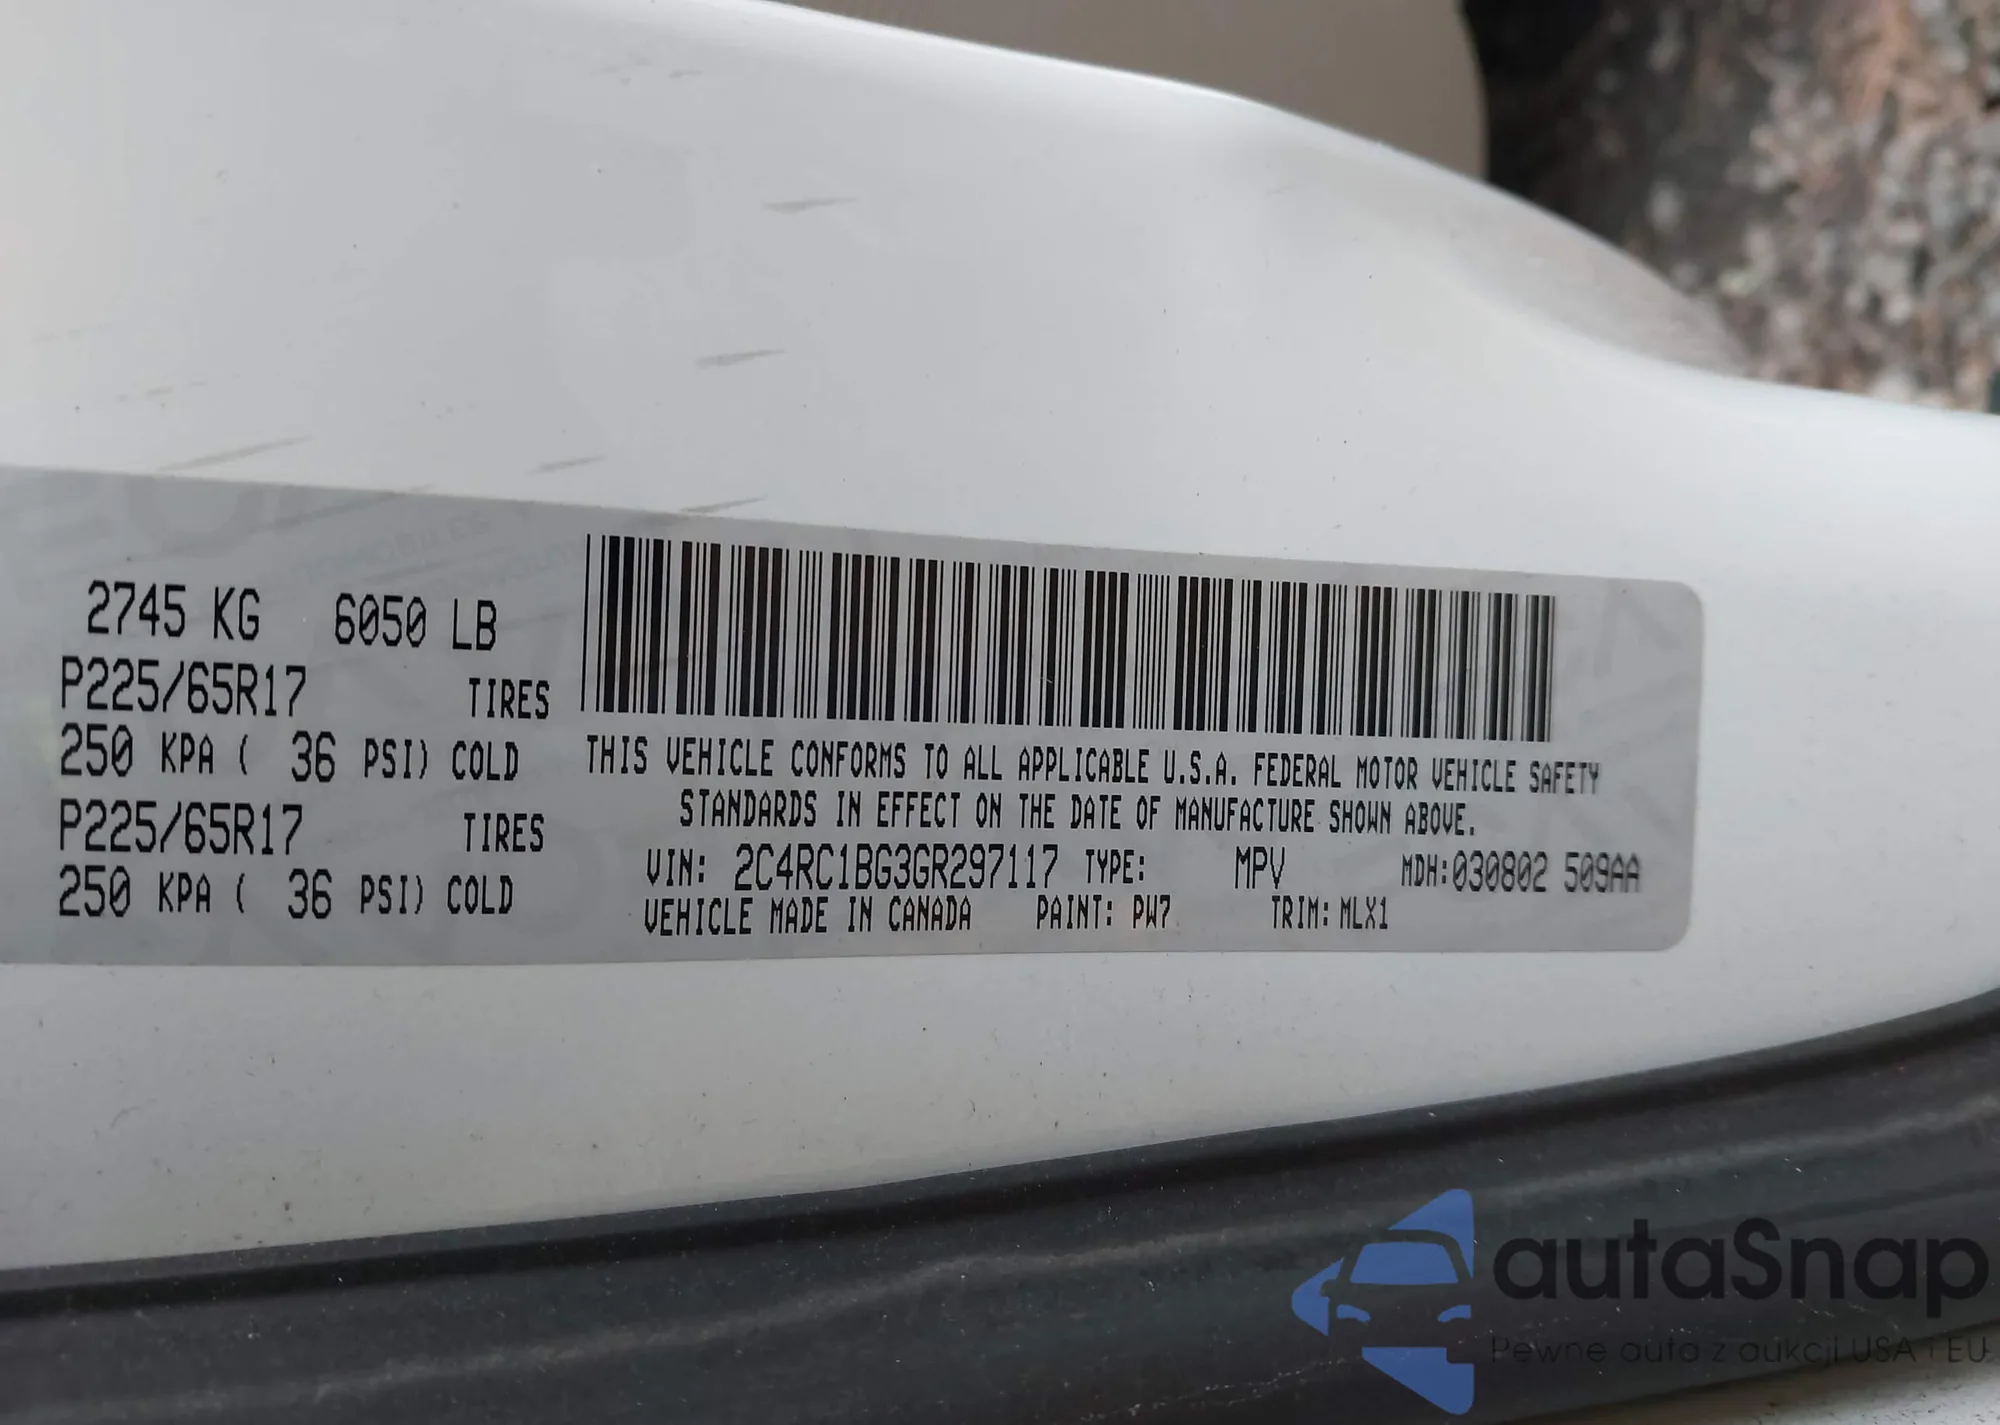 2745 KG 6050 LB
P225/65R17 TIRES
250 KPA ( 36 PSI) COLD
P225/65R17 TIRES
250 KPA ( 36 PSI) COLD
THIS VEHICLE CONFORMS TO ALL APPLICABLE U.S.A. FEDERAL MOTOR VEHICLE SAFETY
STANDARDS IN EFFECT ON THE DATE OF MANUFACTURE SHOWN ABOVE.
VIN: 2C4RC1BG3GR297117 TYPE: MPV MDH:030802 509AA
VEHICLE MADE IN CANADA PAINT: PW7 TRIM: MLX1
autaSnap
Pewne auta z aukcji USA i EU